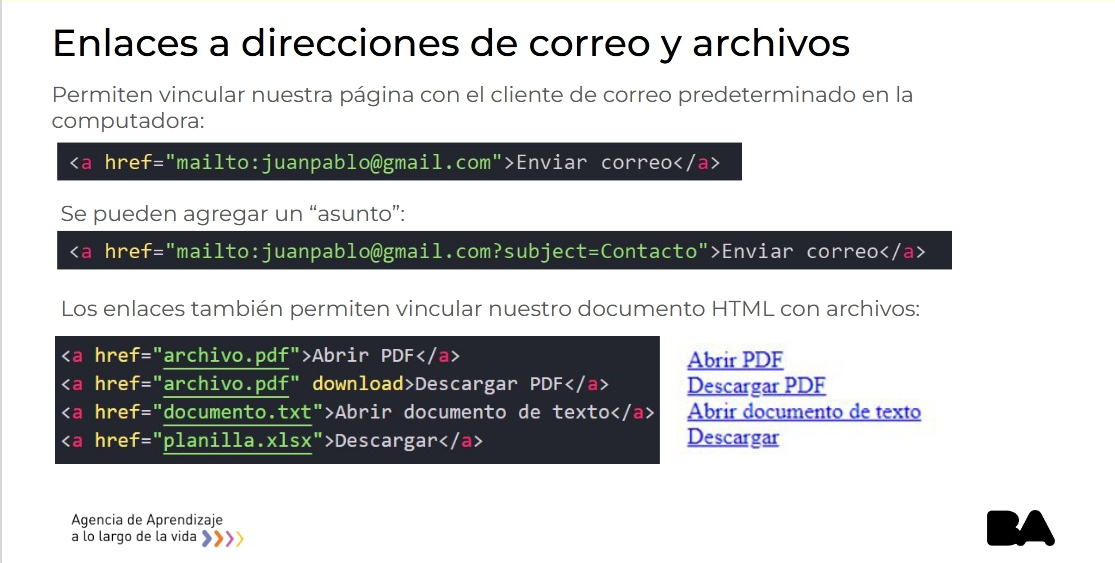 Enlaces a direcciones de correo y archivos
Permiten vincular nuestra página con el cliente de correo predeterminado en la
computadora:
<a href="mailto:juanpablo@gmail.com">Enviar correo</a>
Se pueden agregar un “asunto”:
<a href="mailto:juanpablo@gmail.com?subject=Contacto">Enviar correo</a>
Los enlaces también permiten vincular nuestro documento HTML con archivos:
<a href="archivo.pdf">Abrir PDF</a>
<a href="archivo.pdf" download>Descargar PDF</a>
<a href="documento.txt">Abrir documento de texto</a>
<a href="planilla.xlsx">Descargar</a>
Abrir PDF
Descargar PDF
Abrir documento de texto
Descargar
Agencia de Aprendizaje
a lo largo de la vida
BA